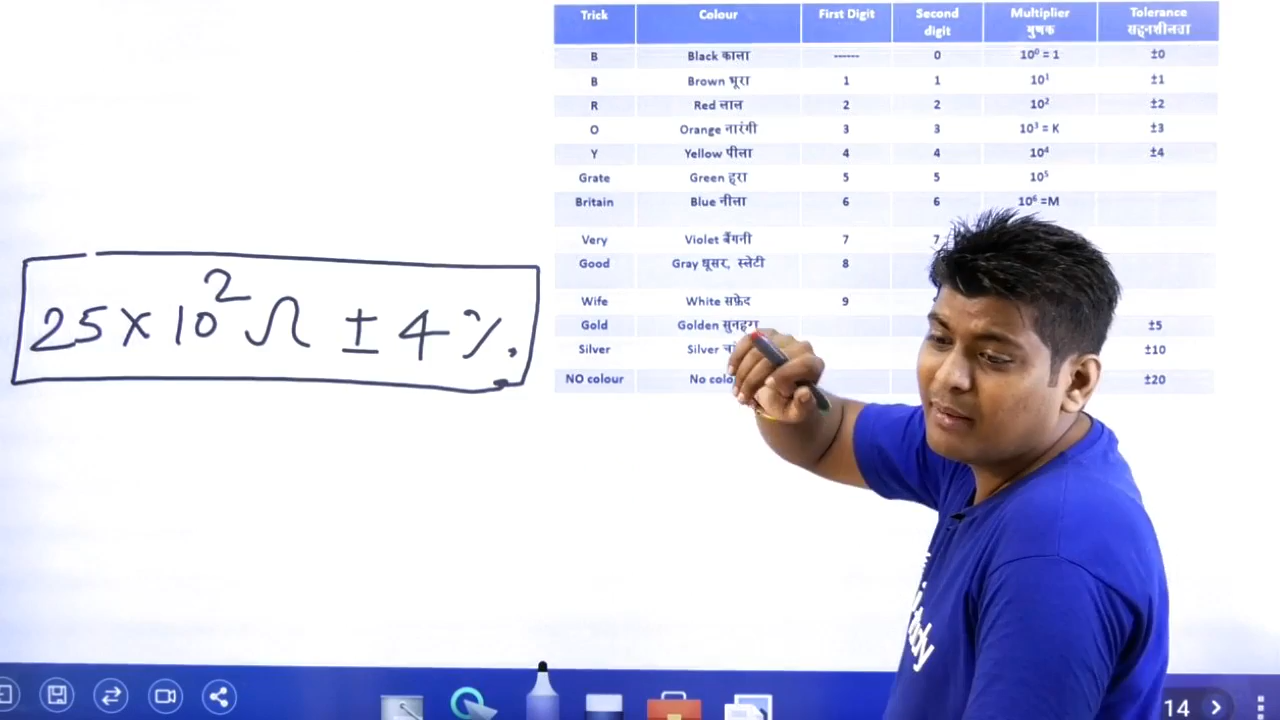 Trick Colour First Digit Second digit Multiplier गुणक Tolerance सहनशीलता
B Black काला ------ 0 10⁰ = 1 ±0
B Brown भूरा 1 1 10¹ ±1
R Red लाल 2 2 10² ±2
O Orange नारंगी 3 3 10³ = K ±3
Y Yellow पीला 4 4 10⁴ ±4
Grate Green हरा 5 5 10⁵
Britain Blue नीला 6 6 10⁶ =M
Very Violet बैंगनी 7 7
Good Gray धूसर, स्लेटी 8
Wife White सफ़ेद 9
Gold Golden सुनहरा ±5
Silver Silver ±10
NO colour No ±20
25 × 10² Ω ± 4 %.
14